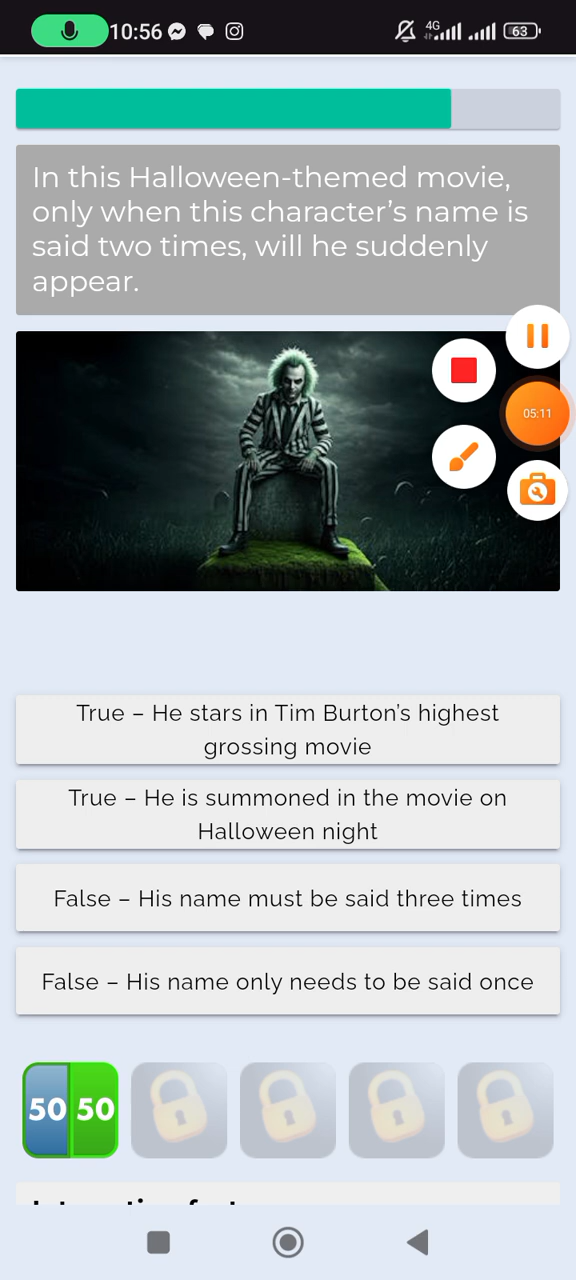 10:56
4G
63
In this Halloween-themed movie,
only when this character’s name is
said two times, will he suddenly
appear.
05:11
True – He stars in Tim Burton’s highest
grossing movie
True – He is summoned in the movie on
Halloween night
False – His name must be said three times
False – His name only needs to be said once
50 50